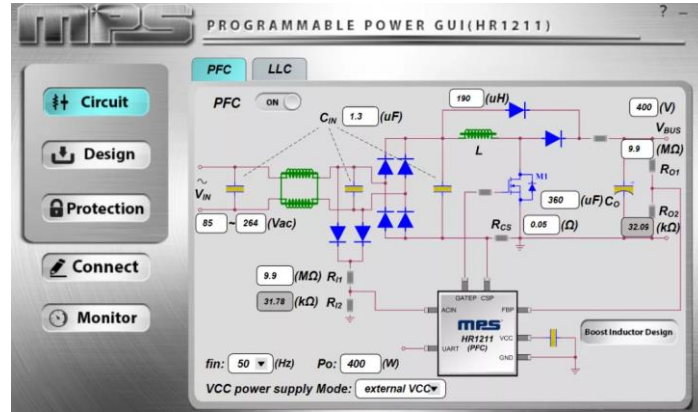 mps PROGRAMMABLE POWER GUI(HR1211) ? –
PFC LLC
Circuit
Design
Protection
Connect
Monitor
PFC ON
CIN 1.3 (uF)
190 (uH)
L
400 (V)
VBUS
9.9 (MΩ)
RO1
M1
360 (uF) CO
RO2
32.09 (kΩ)
VIN
85 ~ 264 (Vac)
RCS 0.05 (Ω)
9.9 (MΩ) RI1
31.78 (kΩ) RI2
GATEP CSP
ACIN FBP
mps
HR1211
(PFC)
VCC
UART GND
Boost Inductor Design
fin: 50 (Hz) Po: 400 (W)
VCC power supply Mode: external VCC